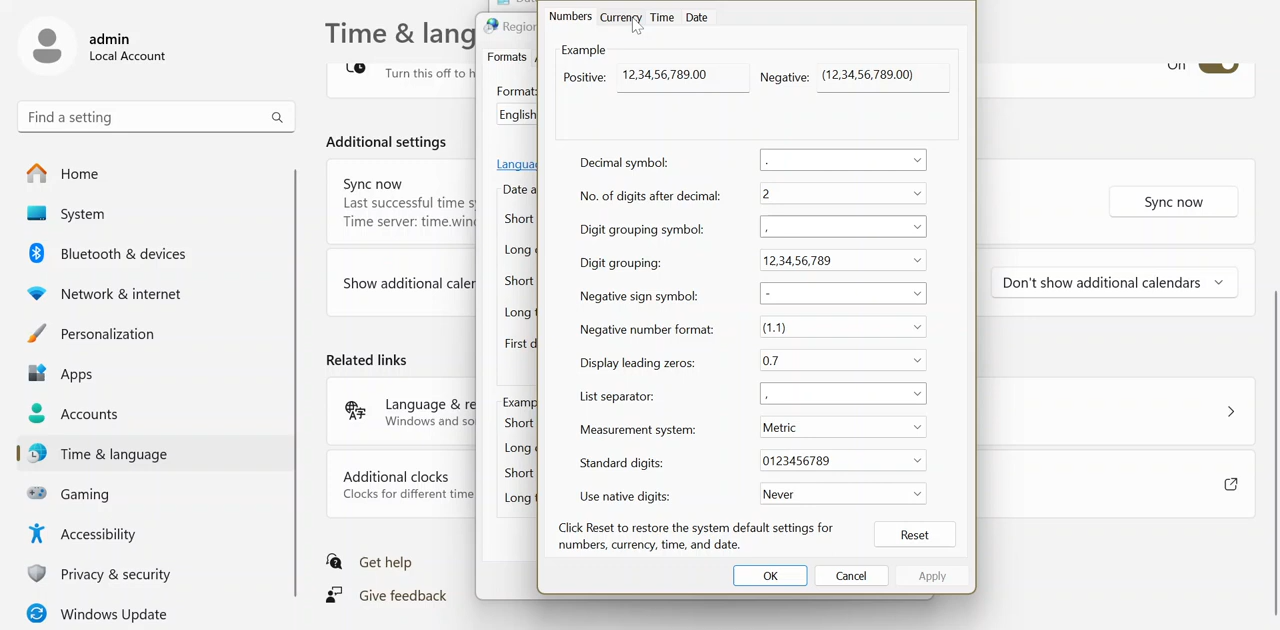 admin
Local Account
Find a setting
Home
System
Bluetooth & devices
Network & internet
Personalization
Apps
Accounts
Time & language
Gaming
Accessibility
Privacy & security
Windows Update
Time & lang
Turn this off to h
On
Additional settings
Sync now
Last successful time s
Time server: time.win
Sync now
Show additional caler
Don't show additional calendars
Related links
Language & re
Windows and so
Additional clocks
Clocks for different time
Get help
Give feedback
Region
Formats
Format:
English
Langua
Date a
Short
Long
Short
Long t
First d
Examp
Short
Long
Short
Long t
Numbers Currency Time Date
Example
Positive: 12,34,56,789.00 Negative: (12,34,56,789.00)
Decimal symbol: .
No. of digits after decimal: 2
Digit grouping symbol: ,
Digit grouping: 12,34,56,789
Negative sign symbol: -
Negative number format: (1.1)
Display leading zeros: 0.7
List separator: ,
Measurement system: Metric
Standard digits: 0123456789
Use native digits: Never
Click Reset to restore the system default settings for
numbers, currency, time, and date.
Reset
OK Cancel Apply